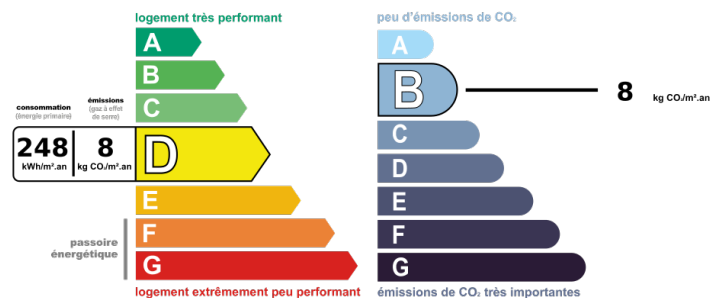 logement très performant
A
B
C
consommation
(énergie primaire)
émissions
(gaz à effet
de serre)
248
kWh/m².an
8
kg CO₂/m².an
D
E
F
G
passoire
énergétique
logement extrêmement peu performant
peu d'émissions de CO₂
A
B
8
kg CO₂/m².an
C
D
E
F
G
émissions de CO₂ très importantes